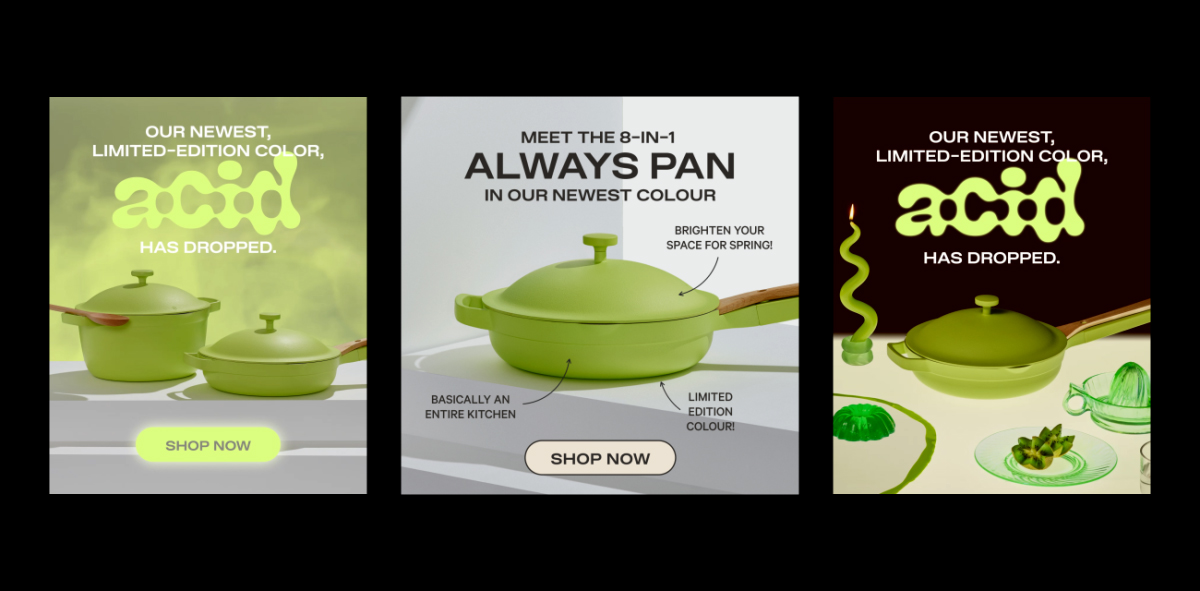 OUR NEWEST,
LIMITED-EDITION COLOR,
acid
HAS DROPPED.
SHOP NOW
MEET THE 8-IN-1
ALWAYS PAN
IN OUR NEWEST COLOUR
BRIGHTEN YOUR
SPACE FOR SPRING!
BASICALLY AN
ENTIRE KITCHEN
LIMITED
EDITION
COLOUR!
SHOP NOW
OUR NEWEST,
LIMITED-EDITION COLOR,
acid
HAS DROPPED.